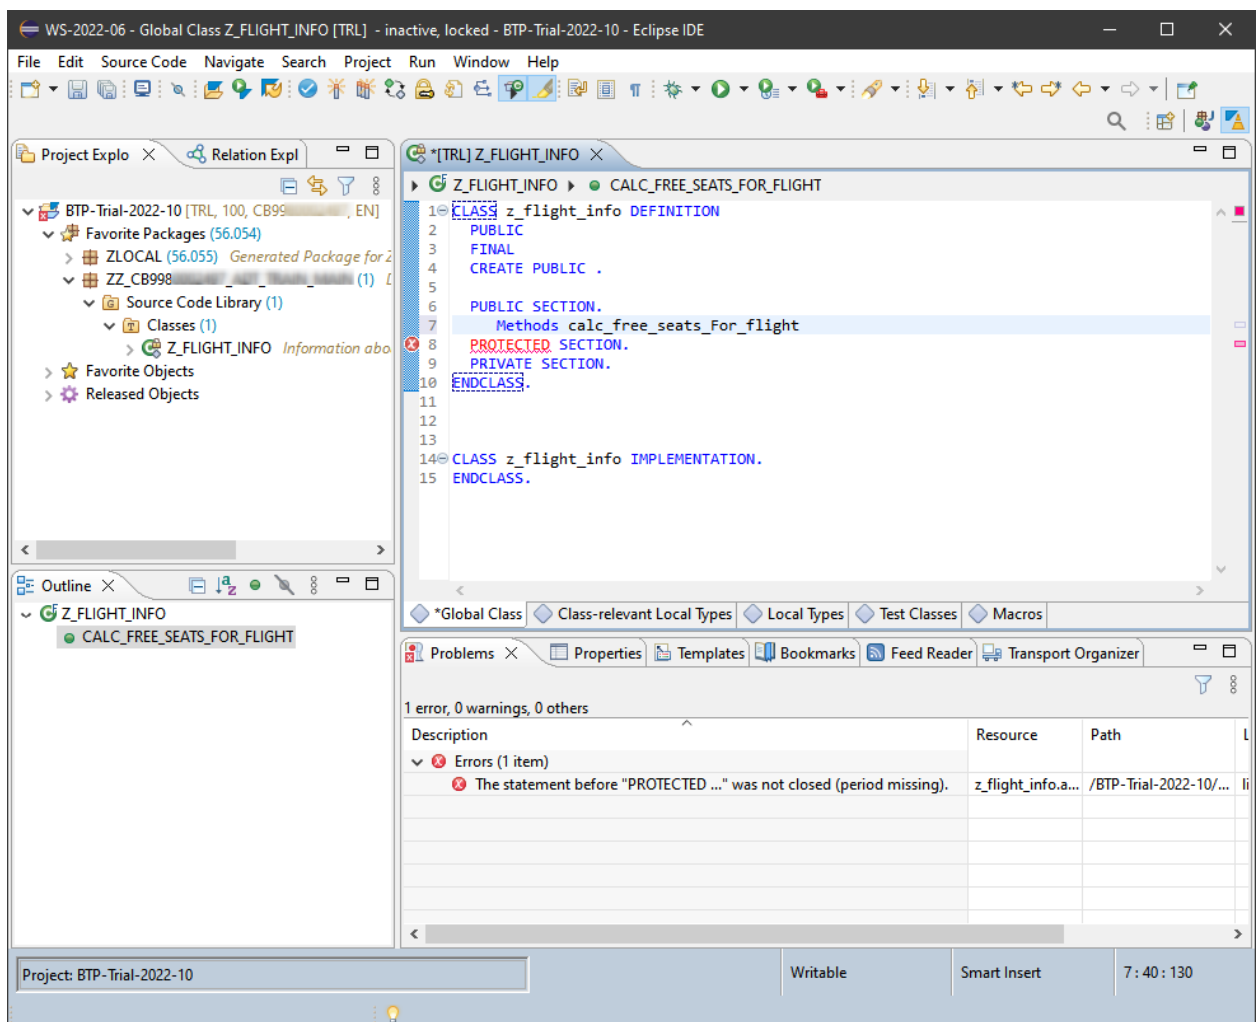 WS-2022-06 - Global Class Z_FLIGHT_INFO [TRL] - inactive, locked - BTP-Trial-2022-10 - Eclipse IDE
File Edit Source Code Navigate Search Project Run Window Help
Project Explo
Relation Expl
BTP-Trial-2022-10 [TRL, 100, CB99 , EN]
Favorite Packages (56.054)
ZLOCAL (56.055) Generated Package for Z
ZZ_CB998 (1)
Source Code Library (1)
Classes (1)
Z_FLIGHT_INFO Information abo
Favorite Objects
Released Objects
Outline
Z_FLIGHT_INFO
CALC_FREE_SEATS_FOR_FLIGHT
*[TRL] Z_FLIGHT_INFO
Z_FLIGHT_INFO CALC_FREE_SEATS_FOR_FLIGHT
1 CLASS z_flight_info DEFINITION
2 PUBLIC
3 FINAL
4 CREATE PUBLIC .
5
6 PUBLIC SECTION.
7 Methods calc_free_seats_For_flight
8 PROTECTED SECTION.
9 PRIVATE SECTION.
10 ENDCLASS.
11
12
13
14 CLASS z_flight_info IMPLEMENTATION.
15 ENDCLASS.
*Global Class Class-relevant Local Types Local Types Test Classes Macros
Problems Properties Templates Bookmarks Feed Reader Transport Organizer
1 error, 0 warnings, 0 others
Description Resource Path L
Errors (1 item)
The statement before "PROTECTED ..." was not closed (period missing). z_flight_info.a... /BTP-Trial-2022-10/... li
Project: BTP-Trial-2022-10
Writable
Smart Insert
7 : 40 : 130